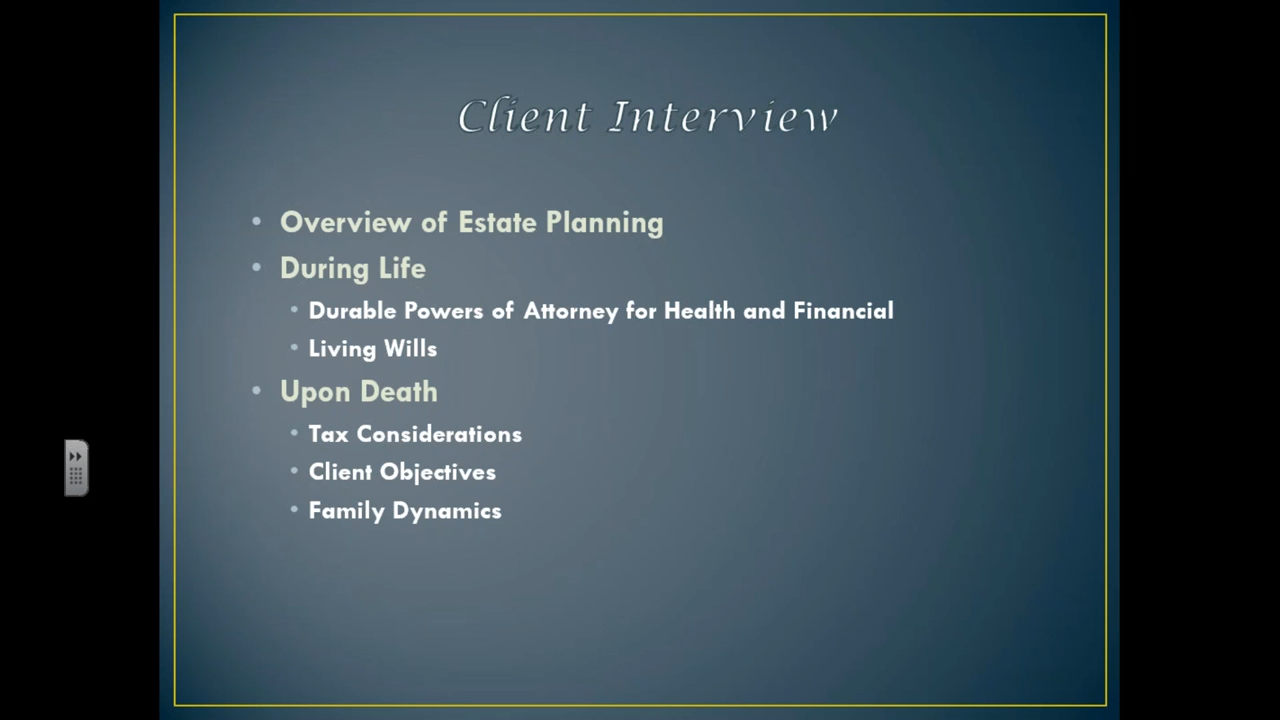 Client Interview
• Overview of Estate Planning
• During Life
• Durable Powers of Attorney for Health and Financial
• Living Wills
• Upon Death
• Tax Considerations
• Client Objectives
• Family Dynamics